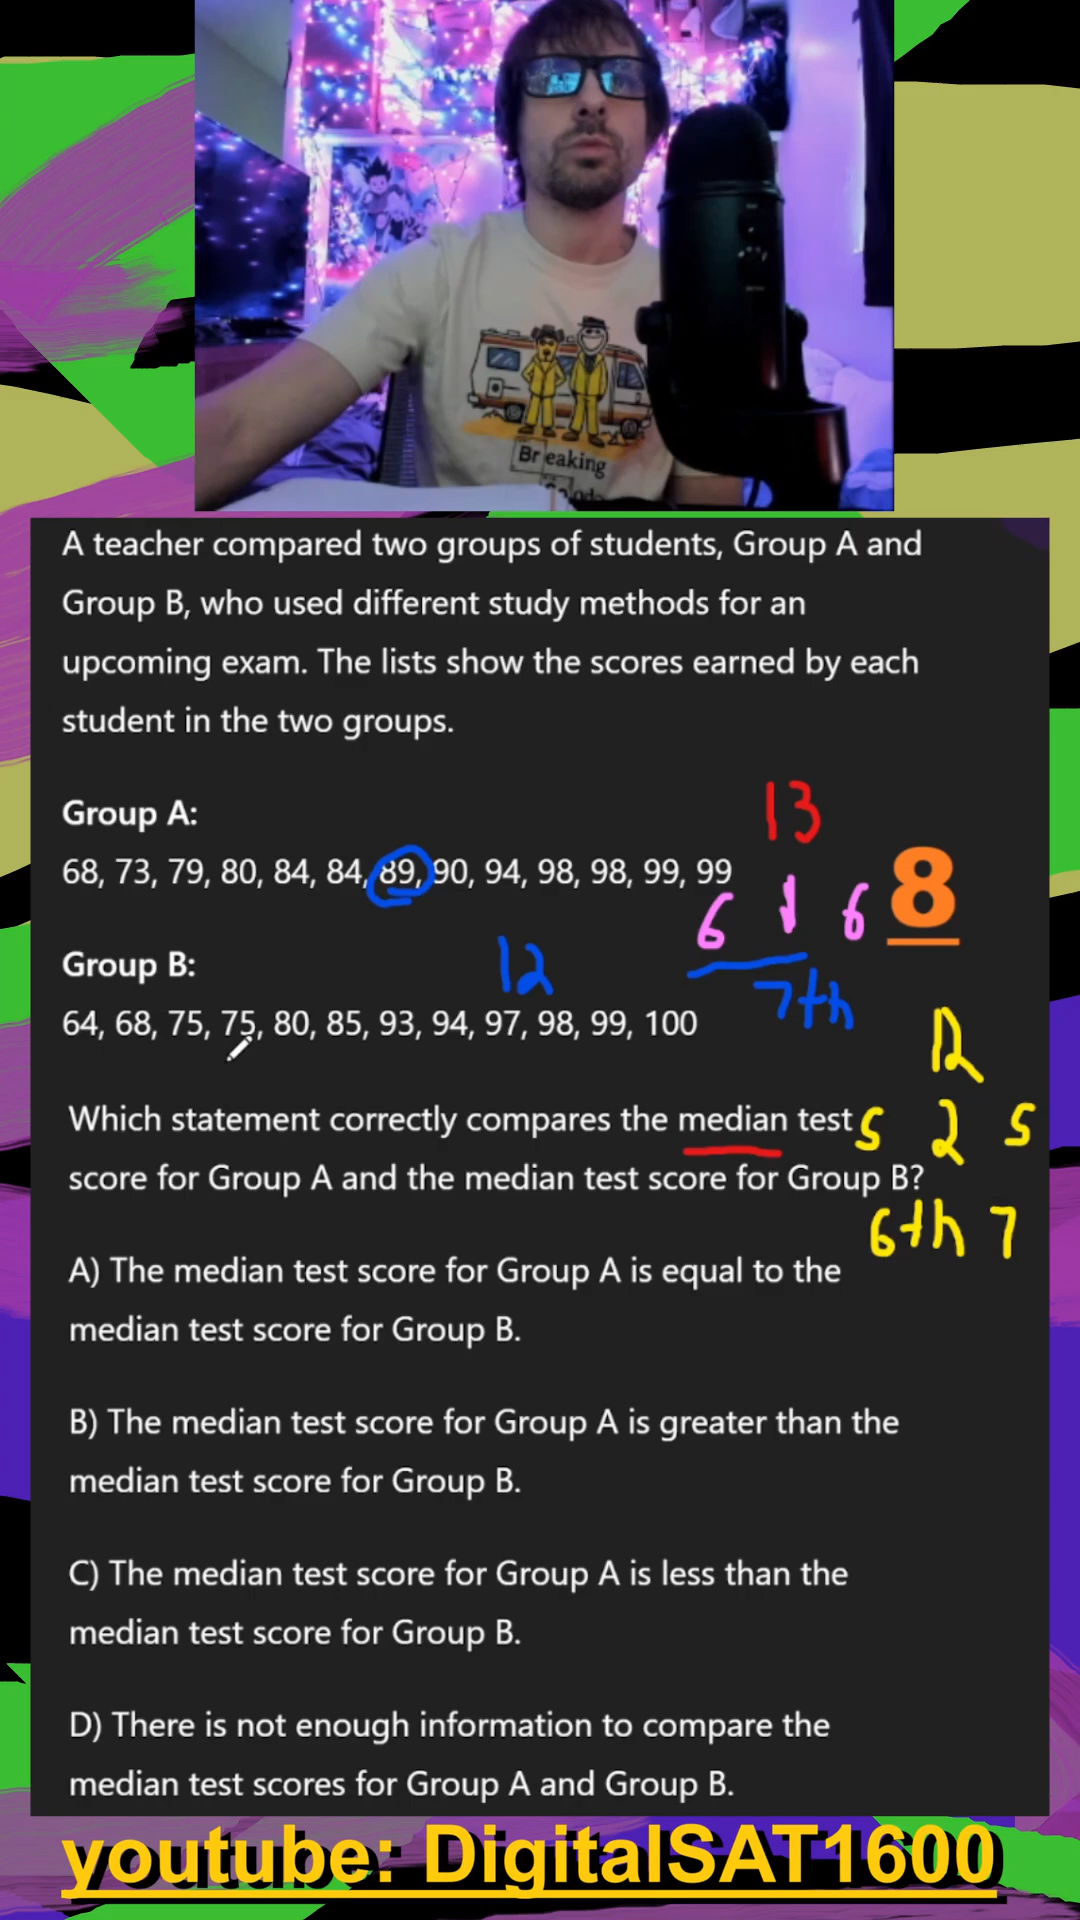 Breaking
A teacher compared two groups of students, Group A and
Group B, who used different study methods for an
upcoming exam. The lists show the scores earned by each
student in the two groups.
Group A:
13
68, 73, 79, 80, 84, 84, 89, 90, 94, 98, 98, 99, 99
8
6 1 6
Group B:
12
7th
64, 68, 75, 75, 80, 85, 93, 94, 97, 98, 99, 100
12
Which statement correctly compares the median test
5 2 5
score for Group A and the median test score for Group B?
6th 7
A) The median test score for Group A is equal to the
median test score for Group B.
B) The median test score for Group A is greater than the
median test score for Group B.
C) The median test score for Group A is less than the
median test score for Group B.
D) There is not enough information to compare the
median test scores for Group A and Group B.
youtube: DigitalSAT1600